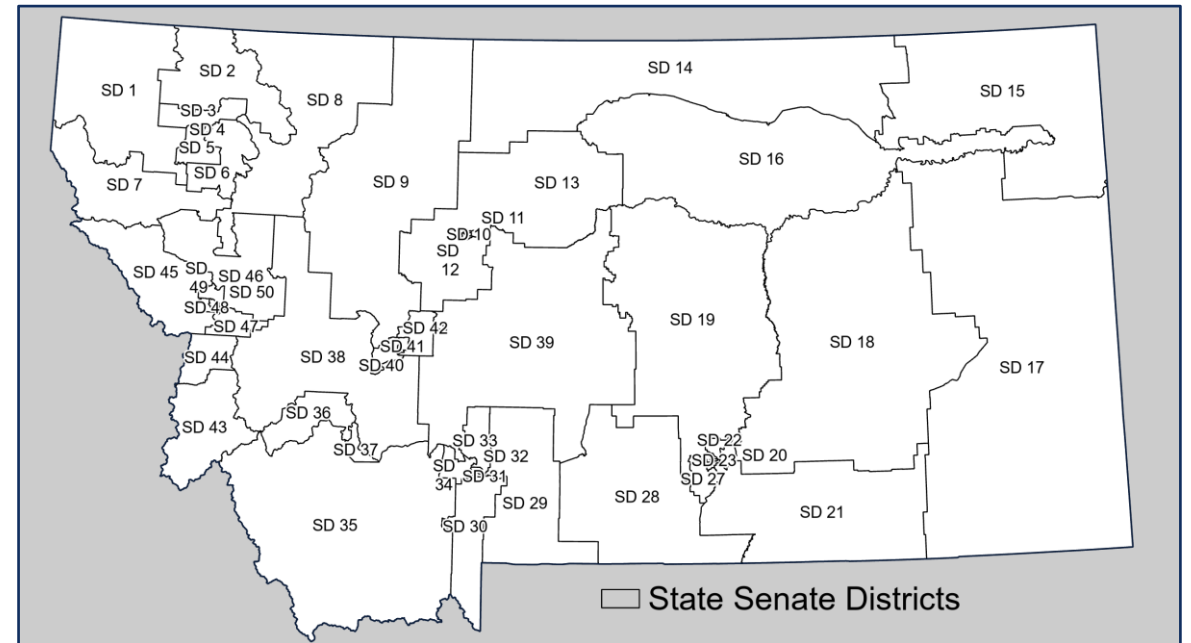 SD 14
SD 2
SD 1
SD 15
SD 8
SD 3
SD 4
SD 5
SD 16
SD 6
SD 9
SD 13
SD 7
SD 11
SD 10
SD
12
SD 45
SD
49
SD 46
SD 50
SD 48
SD 47
SD 19
SD 42
SD 39
SD 18
SD 41
SD 38
SD 44
SD 40
SD 17
SD 36
SD 43
SD 33
SD 22
SD 37
SD 32
SD 20
SD 23
SD
34
SD 31
SD 27
SD 28
SD 29
SD 21
SD 35
SD 30
State Senate Districts